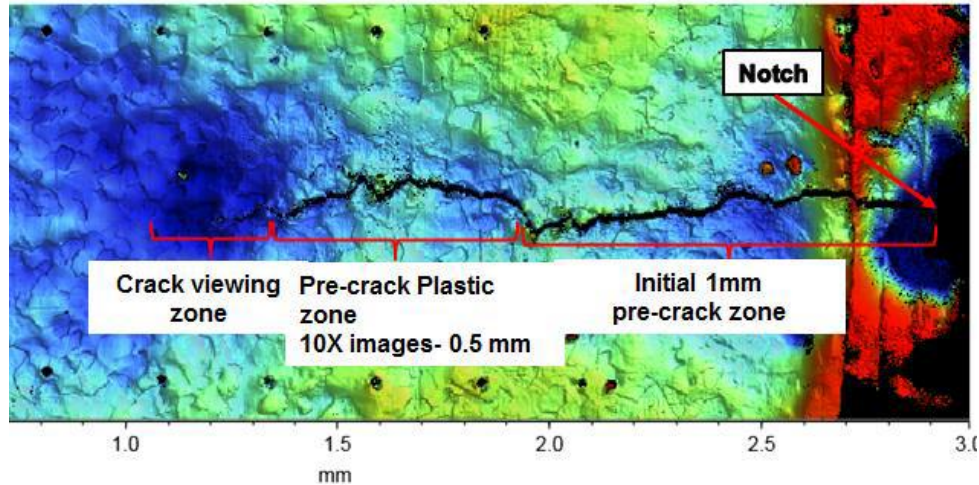 Notch
Crack viewing
zone
Pre-crack Plastic
zone
10X images- 0.5 mm
Initial 1mm
pre-crack zone
1.0
1.5
2.0
2.5
3.0
mm